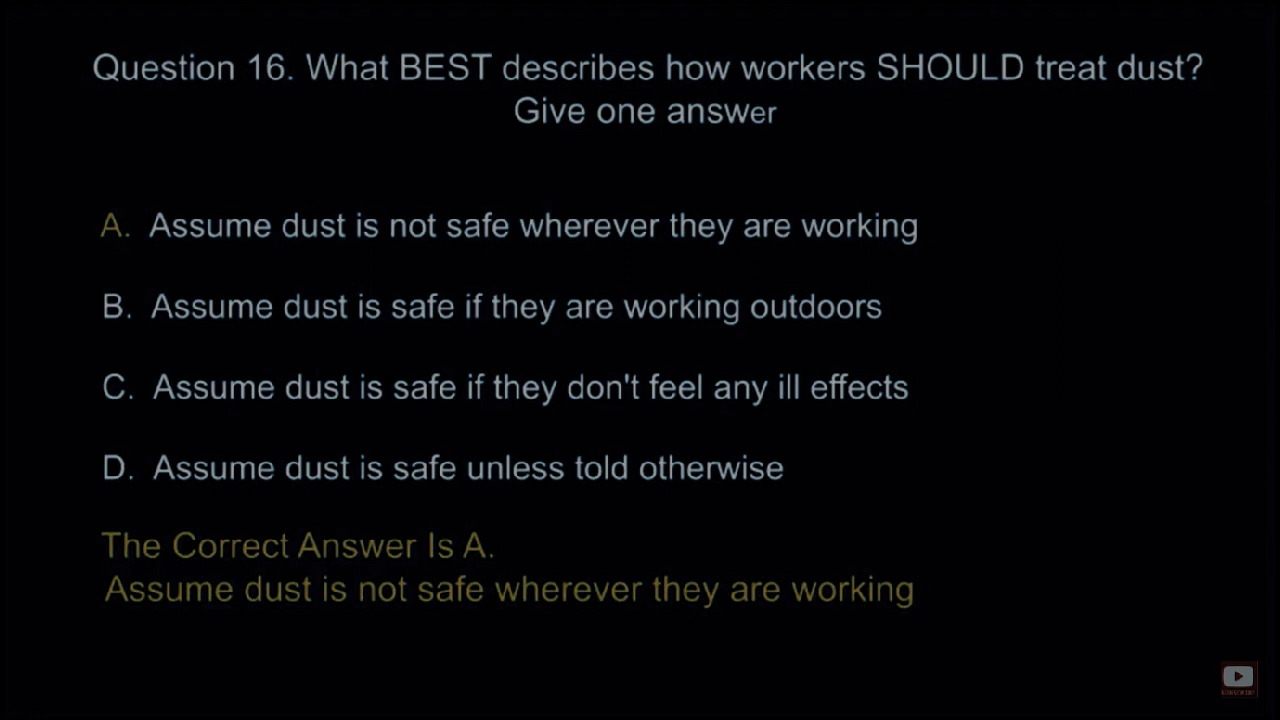 Question 16. What BEST describes how workers SHOULD treat dust?
Give one answer
A. Assume dust is not safe wherever they are working
B. Assume dust is safe if they are working outdoors
C. Assume dust is safe if they don't feel any ill effects
D. Assume dust is safe unless told otherwise
The Correct Answer Is A.
Assume dust is not safe wherever they are working